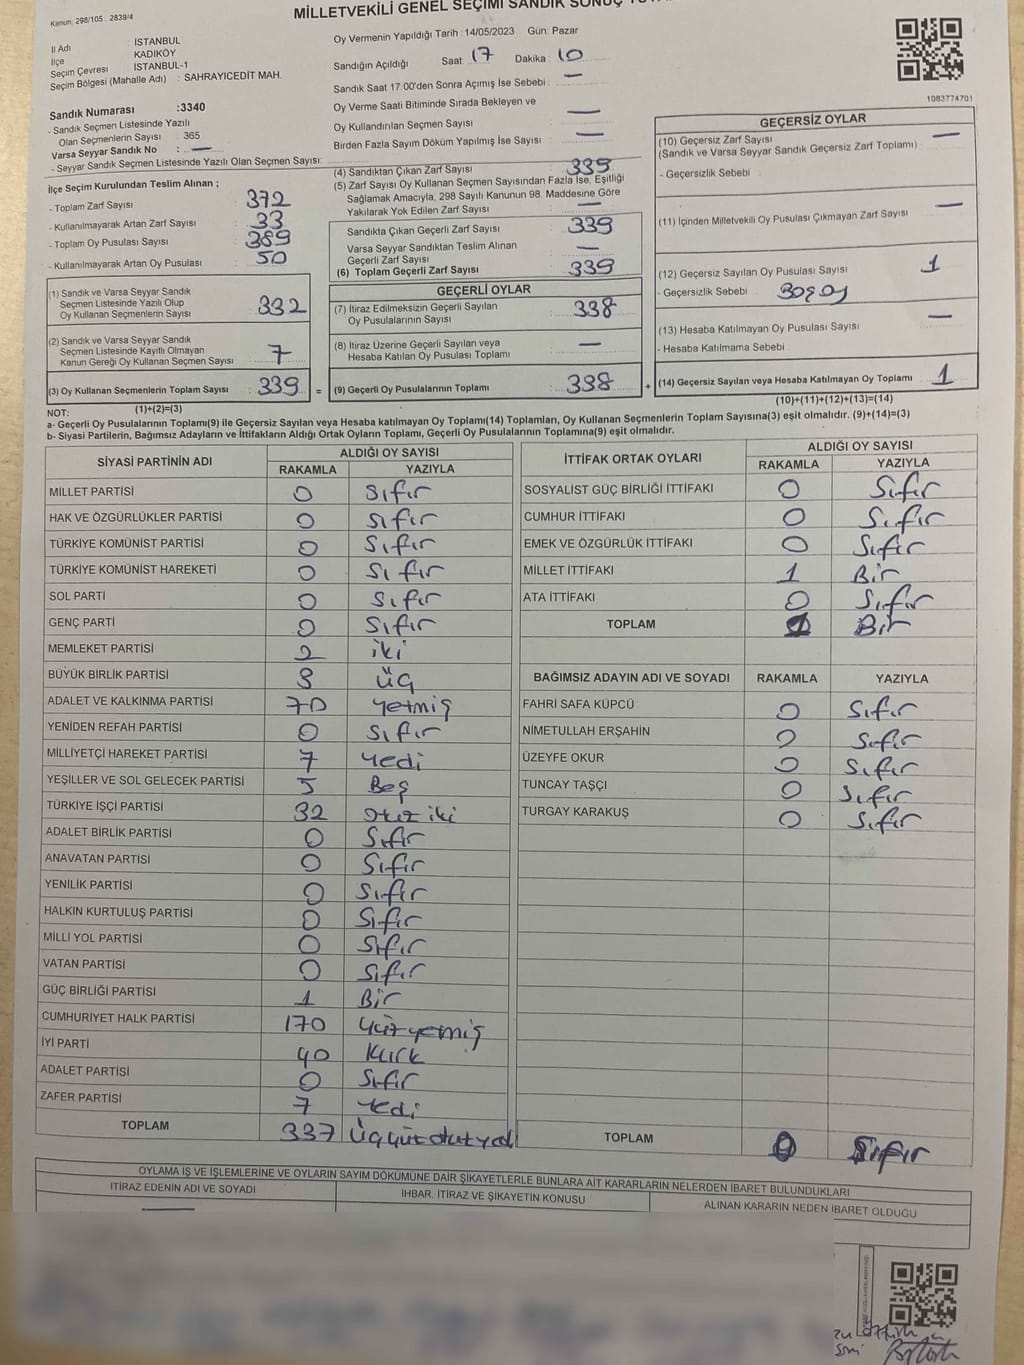 Kanun: 298/105 . 2839/4
MİLLETVEKİLİ GENEL SEÇİMİ SANDIK SONUÇ
İl Adı : İSTANBUL
İlçe : KADIKÖY
Seçim Çevresi : İSTANBUL-1
Seçim Bölgesi (Mahalle Adı) : SAHRAYICEDİT MAH.
Sandık Numarası :3340
- Sandık Seçmen Listesinde Yazılı
Olan Seçmenlerin Sayısı : 365
Varsa Seyyar Sandık No : —
- Seyyar Sandık Seçmen Listesinde Yazılı Olan Seçmen Sayısı:
Oy Vermenin Yapıldığı Tarih : 14/05/2023 Gün: Pazar
Sandığın Açıldığı Saat: 17 Dakika : 10
Sandık Saat 17:00'den Sonra Açımış İse Sebebi : —
Oy Verme Saati Bitiminde Sırada Bekleyen ve
Oy Kullandırılan Seçmen Sayısı : —
Birden Fazla Sayım Döküm Yapılmış İse Sayısı : —
1083774701
İlçe Seçim Kurulundan Teslim Alınan ;
- Toplam Zarf Sayısı : 372
- Kullanılmayarak Artan Zarf Sayısı : 33
- Toplam Oy Pusulası Sayısı : 389
- Kullanılmayarak Artan Oy Pusulası : 50
(4) Sandıktan Çıkan Zarf Sayısı : 339
(5) Zarf Sayısı Oy Kullanan Seçmen Sayısından Fazla İse, Eşitliği
Sağlamak Amacıyla, 298 Sayılı Kanunun 98. Maddesine Göre
Yakılarak Yok Edilen Zarf Sayısı : —
Sandıkta Çıkan Geçerli Zarf Sayısı : 339
Varsa Seyyar Sandıktan Teslim Alınan
Geçerli Zarf Sayısı : —
(6) Toplam Geçerli Zarf Sayısı : 339
GEÇERSİZ OYLAR
(10) Geçersiz Zarf Sayısı : —
(Sandık ve Varsa Seyyar Sandık Geçersiz Zarf Toplamı)
- Geçersizlik Sebebi :
(11) İçinden Milletvekili Oy Pusulası Çıkmayan Zarf Sayısı : —
(12) Geçersiz Sayılan Oy Pusulası Sayısı : 1
- Geçersizlik Sebebi :
(13) Hesaba Katılmayan Oy Pusulası Sayısı : —
- Hesaba Katılmama Sebebi :
(14) Geçersiz Sayılan veya Hesaba Katılmayan Oy Toplamı : 1
(10)+(11)+(12)+(13)=(14)
(1) Sandık ve Varsa Seyyar Sandık
Seçmen Listesinde Yazılı Olup
Oy Kullanan Seçmenlerin Sayısı : 332
(2) Sandık ve Varsa Seyyar Sandık
Seçmen Listesinde Kayıtlı Olmayan
Kanun Gereği Oy Kullanan Seçmen Sayısı : 7
(3) Oy Kullanan Seçmenlerin Toplam Sayısı : 339 =
(1)+(2)=(3)
GEÇERLİ OYLAR
(7) İtiraz Edilmeksizin Geçerli Sayılan
Oy Pusulalarının Sayısı : 338
(8) İtiraz Üzerine Geçerli Sayılan veya
Hesaba Katılan Oy Pusulası Toplamı : —
(9) Geçerli Oy Pusulalarının Toplamı : 338 +
NOT:
a- Geçerli Oy Pusulalarının Toplamı(9) ile Geçersiz Sayılan veya Hesaba katılmayan Oy Toplamı(14) Toplamları, Oy Kullanan Seçmenlerin Toplam Sayısına(3) eşit olmalıdır. (9)+(14)=(3)
b- Siyasi Partilerin, Bağımsız Adayların ve İttifakların Aldığı Ortak Oyların Toplamı, Geçerli Oy Pusulalarının Toplamına(9) eşit olmalıdır.
SİYASİ PARTİNİN ADI ALDIĞI OY SAYISI
RAKAMLA YAZIYLA
MİLLET PARTİSİ 0 Sıfır
HAK VE ÖZGÜRLÜKLER PARTİSİ 0 Sıfır
TÜRKİYE KOMÜNİST PARTİSİ 0 Sıfır
TÜRKİYE KOMÜNİST HAREKETİ 0 Sıfır
SOL PARTİ 0 Sıfır
GENÇ PARTİ 0 Sıfır
MEMLEKET PARTİSİ 2 iki
BÜYÜK BİRLİK PARTİSİ 3 üç
ADALET VE KALKINMA PARTİSİ 70 yetmiş
YENİDEN REFAH PARTİSİ 0 Sıfır
MİLLİYETÇİ HAREKET PARTİSİ 7 yedi
YEŞİLLER VE SOL GELECEK PARTİSİ 5 Beş
TÜRKİYE İŞÇİ PARTİSİ 32 otuz iki
ADALET BİRLİK PARTİSİ 0 Sıfır
ANAVATAN PARTİSİ 0 Sıfır
YENİLİK PARTİSİ 0 Sıfır
HALKIN KURTULUŞ PARTİSİ 0 Sıfır
MİLLİ YOL PARTİSİ 0 Sıfır
VATAN PARTİSİ 0 Sıfır
GÜÇ BİRLİĞİ PARTİSİ 1 Bir
CUMHURİYET HALK PARTİSİ 170 yüzyemiş
İYİ PARTİ 40 Kırk
ADALET PARTİSİ 0 Sıfır
ZAFER PARTİSİ 7 yedi
TOPLAM 337
İTTİFAK ORTAK OYLARI ALDIĞI OY SAYISI
RAKAMLA YAZIYLA
SOSYALİST GÜÇ BİRLİĞİ İTTİFAKI 0 Sıfır
CUMHUR İTTİFAKI 0 Sıfır
EMEK VE ÖZGÜRLÜK İTTİFAKI 0 Sıfır
MİLLET İTTİFAKI 1 Bir
ATA İTTİFAKI 0 Sıfır
TOPLAM 1 Bir
BAĞIMSIZ ADAYIN ADI VE SOYADI RAKAMLA YAZIYLA
FAHRİ SAFA KÜPCÜ 0 Sıfır
NİMETULLAH ERŞAHİN 0 Sıfır
ÜZEYFE OKUR 0 Sıfır
TUNCAY TAŞÇI 0 Sıfır
TURGAY KARAKUŞ 0 Sıfır
TOPLAM 0 Sıfır
OYLAMA İŞ VE İŞLEMLERİNE VE OYLARIN SAYIM DÖKÜMÜNE DAİR ŞİKAYETLERLE BUNLARA AİT KARARLARIN NELERDEN İBARET BULUNDUKLARI
İTİRAZ EDENİN ADI VE SOYADI İHBAR, İTİRAZ VE ŞİKAYETİN KONUSU ALINAN KARARIN NEDEN İBARET OLDUĞU